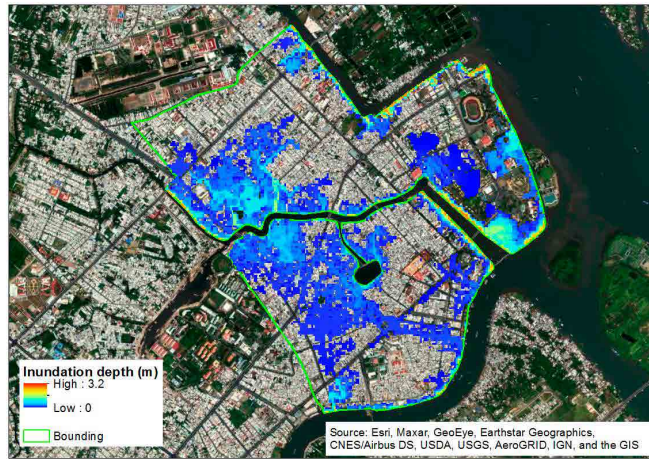 Inundation depth (m)
High : 3.2
Low : 0
Bounding
Source: Esri, Maxar, GeoEye, Earthstar Geographics,
CNES/Airbus DS, USDA, USGS, AeroGRID, IGN, and the GIS